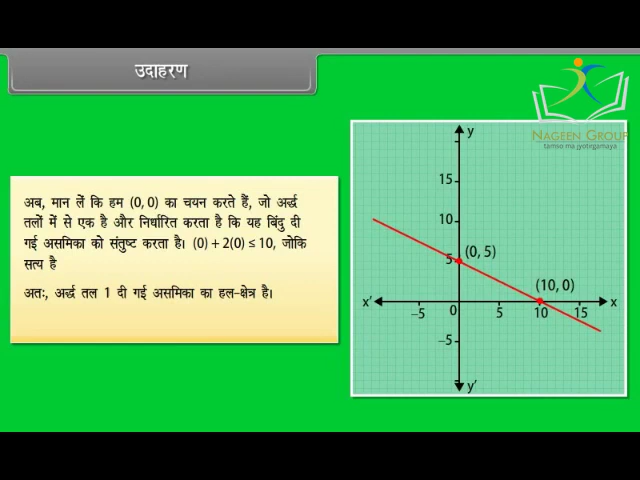 उदाहरण
NAGEEN GROUP
tamso ma jyotirgamaya
अब, मान लें कि हम (0, 0) का चयन करते हैं, जो अर्द्ध
तलों में से एक है और निर्धारित करता है कि यह बिंदु दी
गई असमिका को संतुष्ट करता है। (0) + 2(0) ≤ 10, जोकि
सत्य है
अतः, अर्द्ध तल 1 दी गई असमिका का हल-क्षेत्र है।
y
15
10
5
(0, 5)
(10, 0)
x' x
–5 0 5 10 15
–5
y'